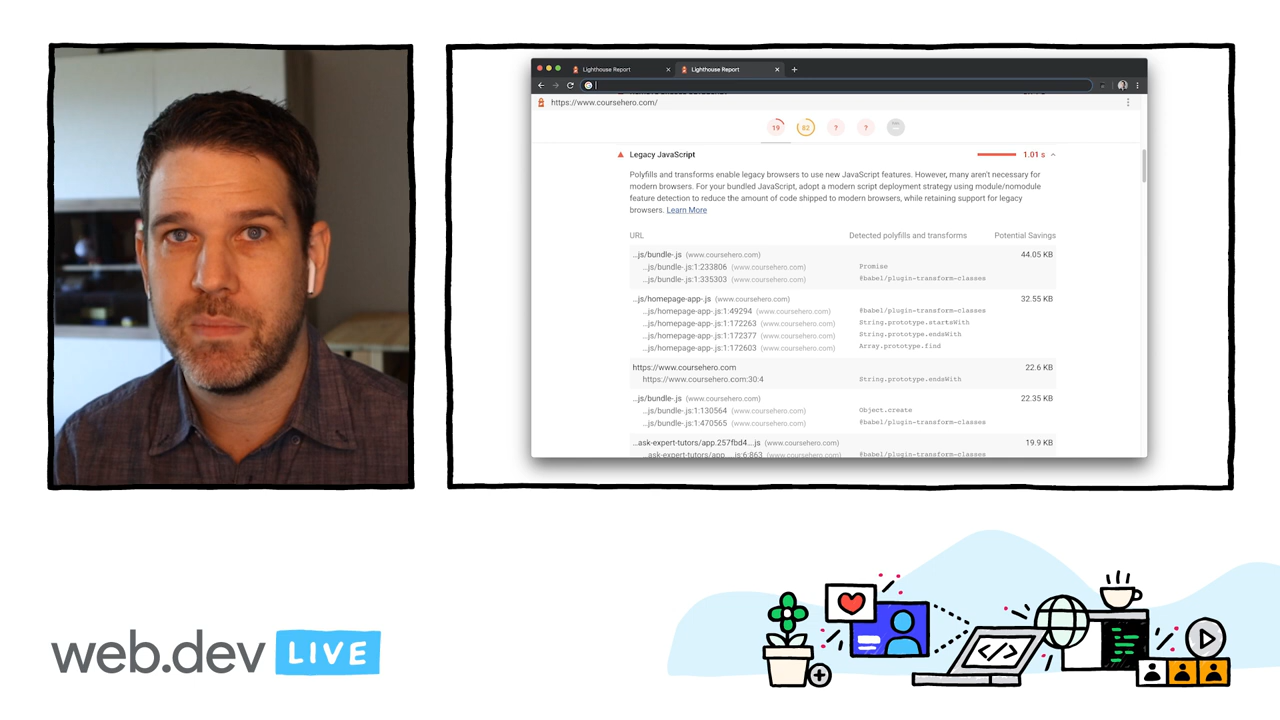 Lighthouse Report
Lighthouse Report
https://www.coursehero.com/
19 82 ? ?
Legacy JavaScript 1.01 s
Polyfills and transforms enable legacy browsers to use new JavaScript features. However, many aren't necessary for
modern browsers. For your bundled JavaScript, adopt a modern script deployment strategy using module/nomodule
feature detection to reduce the amount of code shipped to modern browsers, while retaining support for legacy
browsers. Learn More
URL Detected polyfills and transforms Potential Savings
…js/bundle-.js (www.coursehero.com) 44.05 KB
…js/bundle-.js:1:233806 (www.coursehero.com) Promise
…js/bundle-.js:1:335303 (www.coursehero.com) @babel/plugin-transform-classes
…js/homepage-app-.js (www.coursehero.com) 32.55 KB
…js/homepage-app-.js:1:49294 (www.coursehero.com) @babel/plugin-transform-classes
…js/homepage-app-.js:1:172263 (www.coursehero.com) String.prototype.startsWith
…js/homepage-app-.js:1:172377 (www.coursehero.com) String.prototype.endsWith
…js/homepage-app-.js:1:172603 (www.coursehero.com) Array.prototype.find
https://www.coursehero.com 22.6 KB
https://www.coursehero.com:30:4 String.prototype.endsWith
…js/bundle-.js (www.coursehero.com) 22.35 KB
…js/bundle-.js:1:130564 (www.coursehero.com) Object.create
…js/bundle-.js:1:470565 (www.coursehero.com) @babel/plugin-transform-classes
…ask-expert-tutors/app.257fbd4….js (www.coursehero.com) 19.9 KB
ask-expert-tutors/app … js:6:863 (www.coursehero.com) @babel/plugin-transform-classes
web.dev LIVE